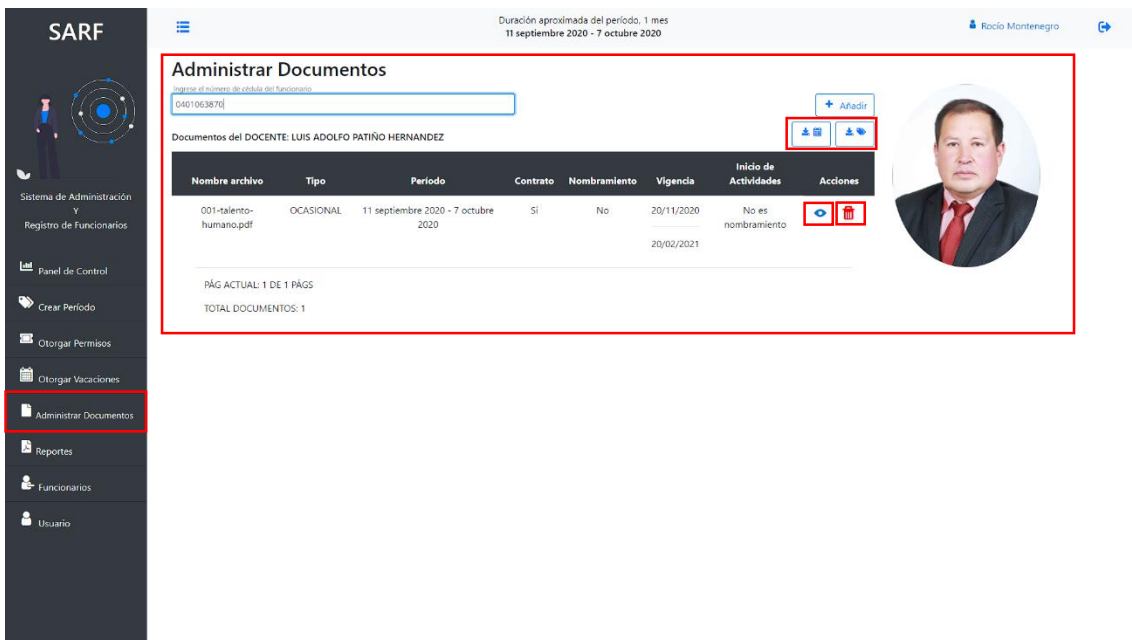 SARF
Duración aproximada del período, 1 mes
11 septiembre 2020 - 7 octubre 2020
Rocío Montenegro
Administrar Documentos
Ingrese el número de cédula del funcionario
0401063870
+ Añadir
Documentos del DOCENTE: LUIS ADOLFO PATIÑO HERNANDEZ
Nombre archivo Tipo Período Contrato Nombramiento Vigencia Inicio de Actividades Acciones
001-talento-humano.pdf OCASIONAL 11 septiembre 2020 - 7 octubre 2020 Si No 20/11/2020 No es nombramiento
20/02/2021
PÁG ACTUAL: 1 DE 1 PÁGS
TOTAL DOCUMENTOS: 1
Sistema de Administración
Y
Registro de Funcionarios
Panel de Control
Crear Período
Otorgar Permisos
Otorgar Vacaciones
Administrar Documentos
Reportes
Funcionarios
Usuario